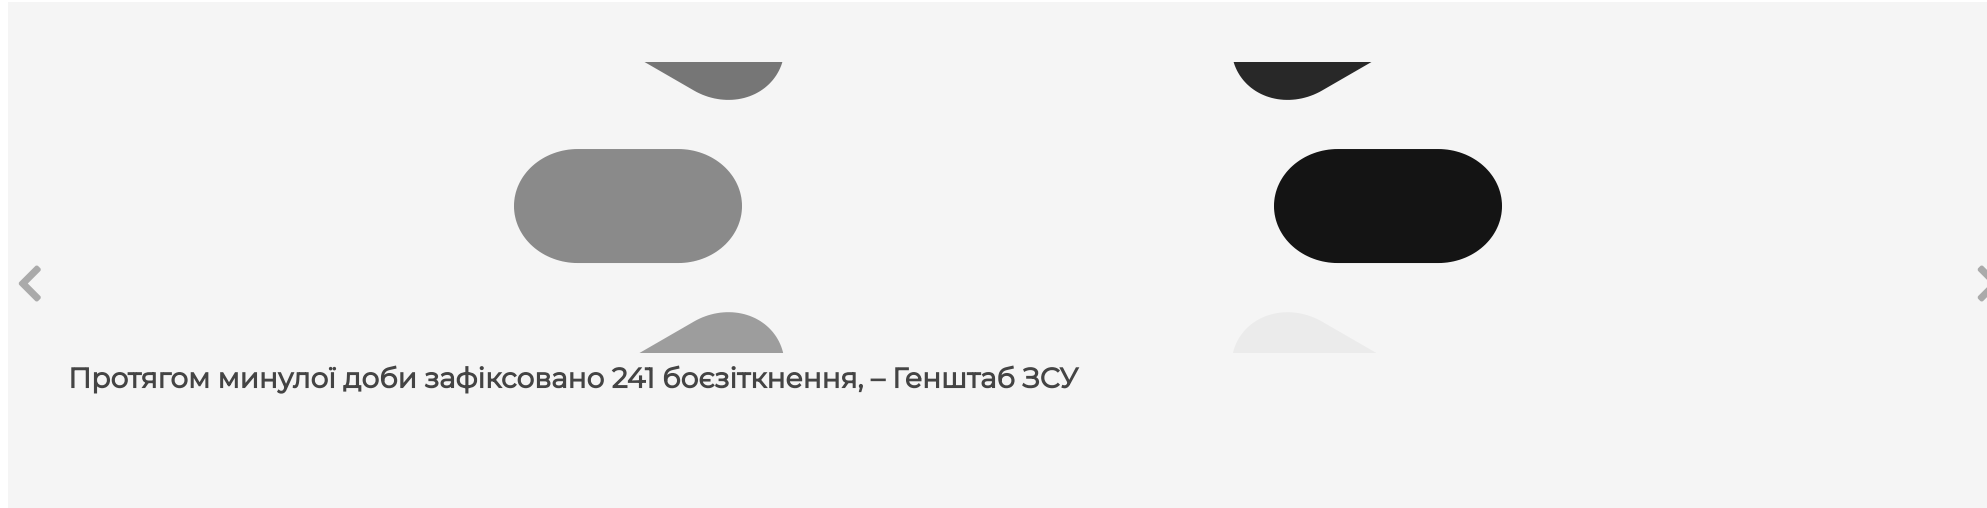 Протягом минулої доби зафіксовано 241 боєзіткнення, – Генштаб ЗСУ